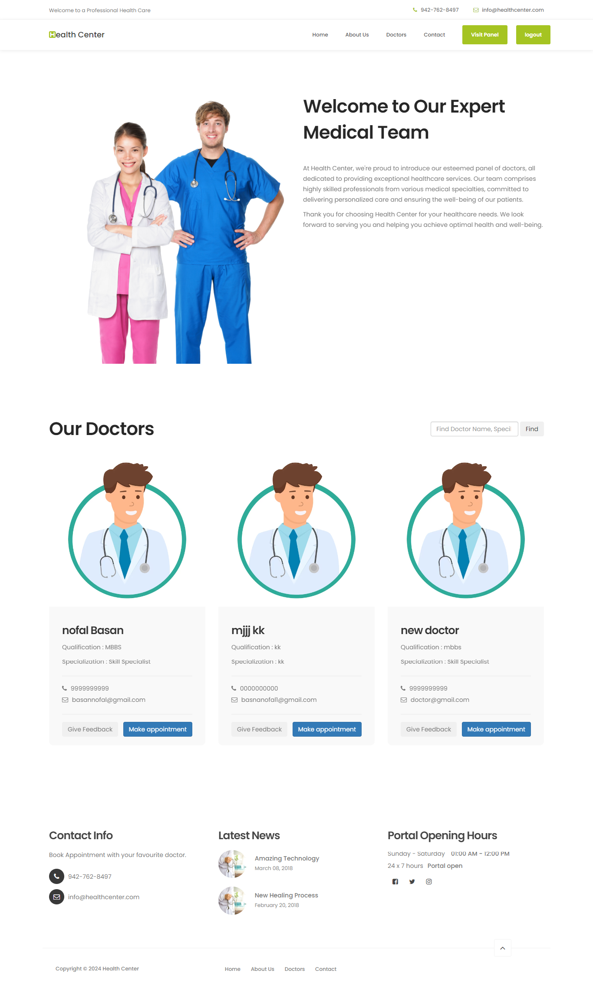 Welcome to a Professional Health Care
942-762-8497
info@healthcenter.com
Health Center
Home
About Us
Doctors
Contact
Visit Panel
logout
Welcome to Our Expert
Medical Team
At Health Center, we're proud to introduce our esteemed panel of doctors, all
dedicated to providing exceptional healthcare services. Our team comprises
highly skilled professionals from various medical specialties, committed to
delivering personalized care and ensuring the well-being of our patients.
Thank you for choosing Health Center for your healthcare needs. We look
forward to serving you and helping you achieve optimal health and well-being.
Our Doctors
Find Doctor Name, Speci
Find
nofal Basan
Qualification : MBBS
Specialization : Skill Specialist
9999999999
basannofal@gmail.com
Give Feedback
Make appointment
mjjj kk
Qualification : kk
Specialization : kk
0000000000
basnanofal1@gmail.com
Give Feedback
Make appointment
new doctor
Qualification : mbbs
Specialization : Skill Specialist
9999999999
doctor@gmail.com
Give Feedback
Make appointment
Contact Info
Book Appointment with your favourite doctor.
942-762-8497
info@healthcenter.com
Latest News
Amazing Technology
March 08, 2018
New Healing Process
February 20, 2018
Portal Opening Hours
Sunday - Saturday 01:00 AM - 12:00 PM
24 x 7 hours Portal open
Copyright © 2024 Health Center
Home
About Us
Doctors
Contact